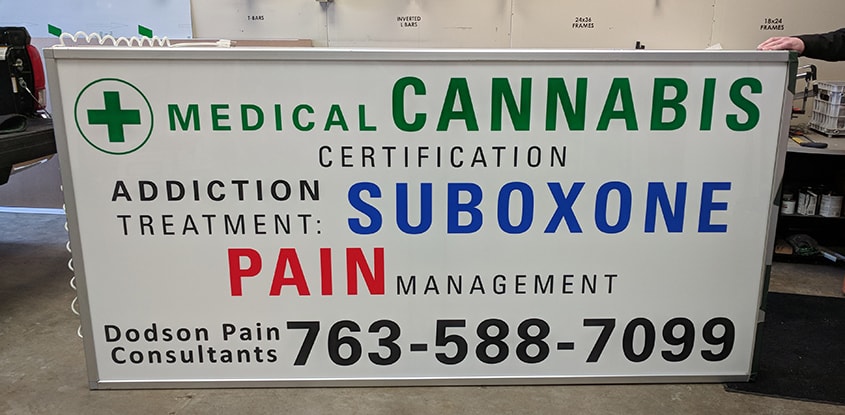 T-BARS
INVERTED
L BARS
24x36
FRAMES
18x24
FRAMES
MEDICAL CANNABIS
CERTIFICATION
ADDICTION
TREATMENT: SUBOXONE
PAIN MANAGEMENT
Dodson Pain
Consultants 763-588-7099